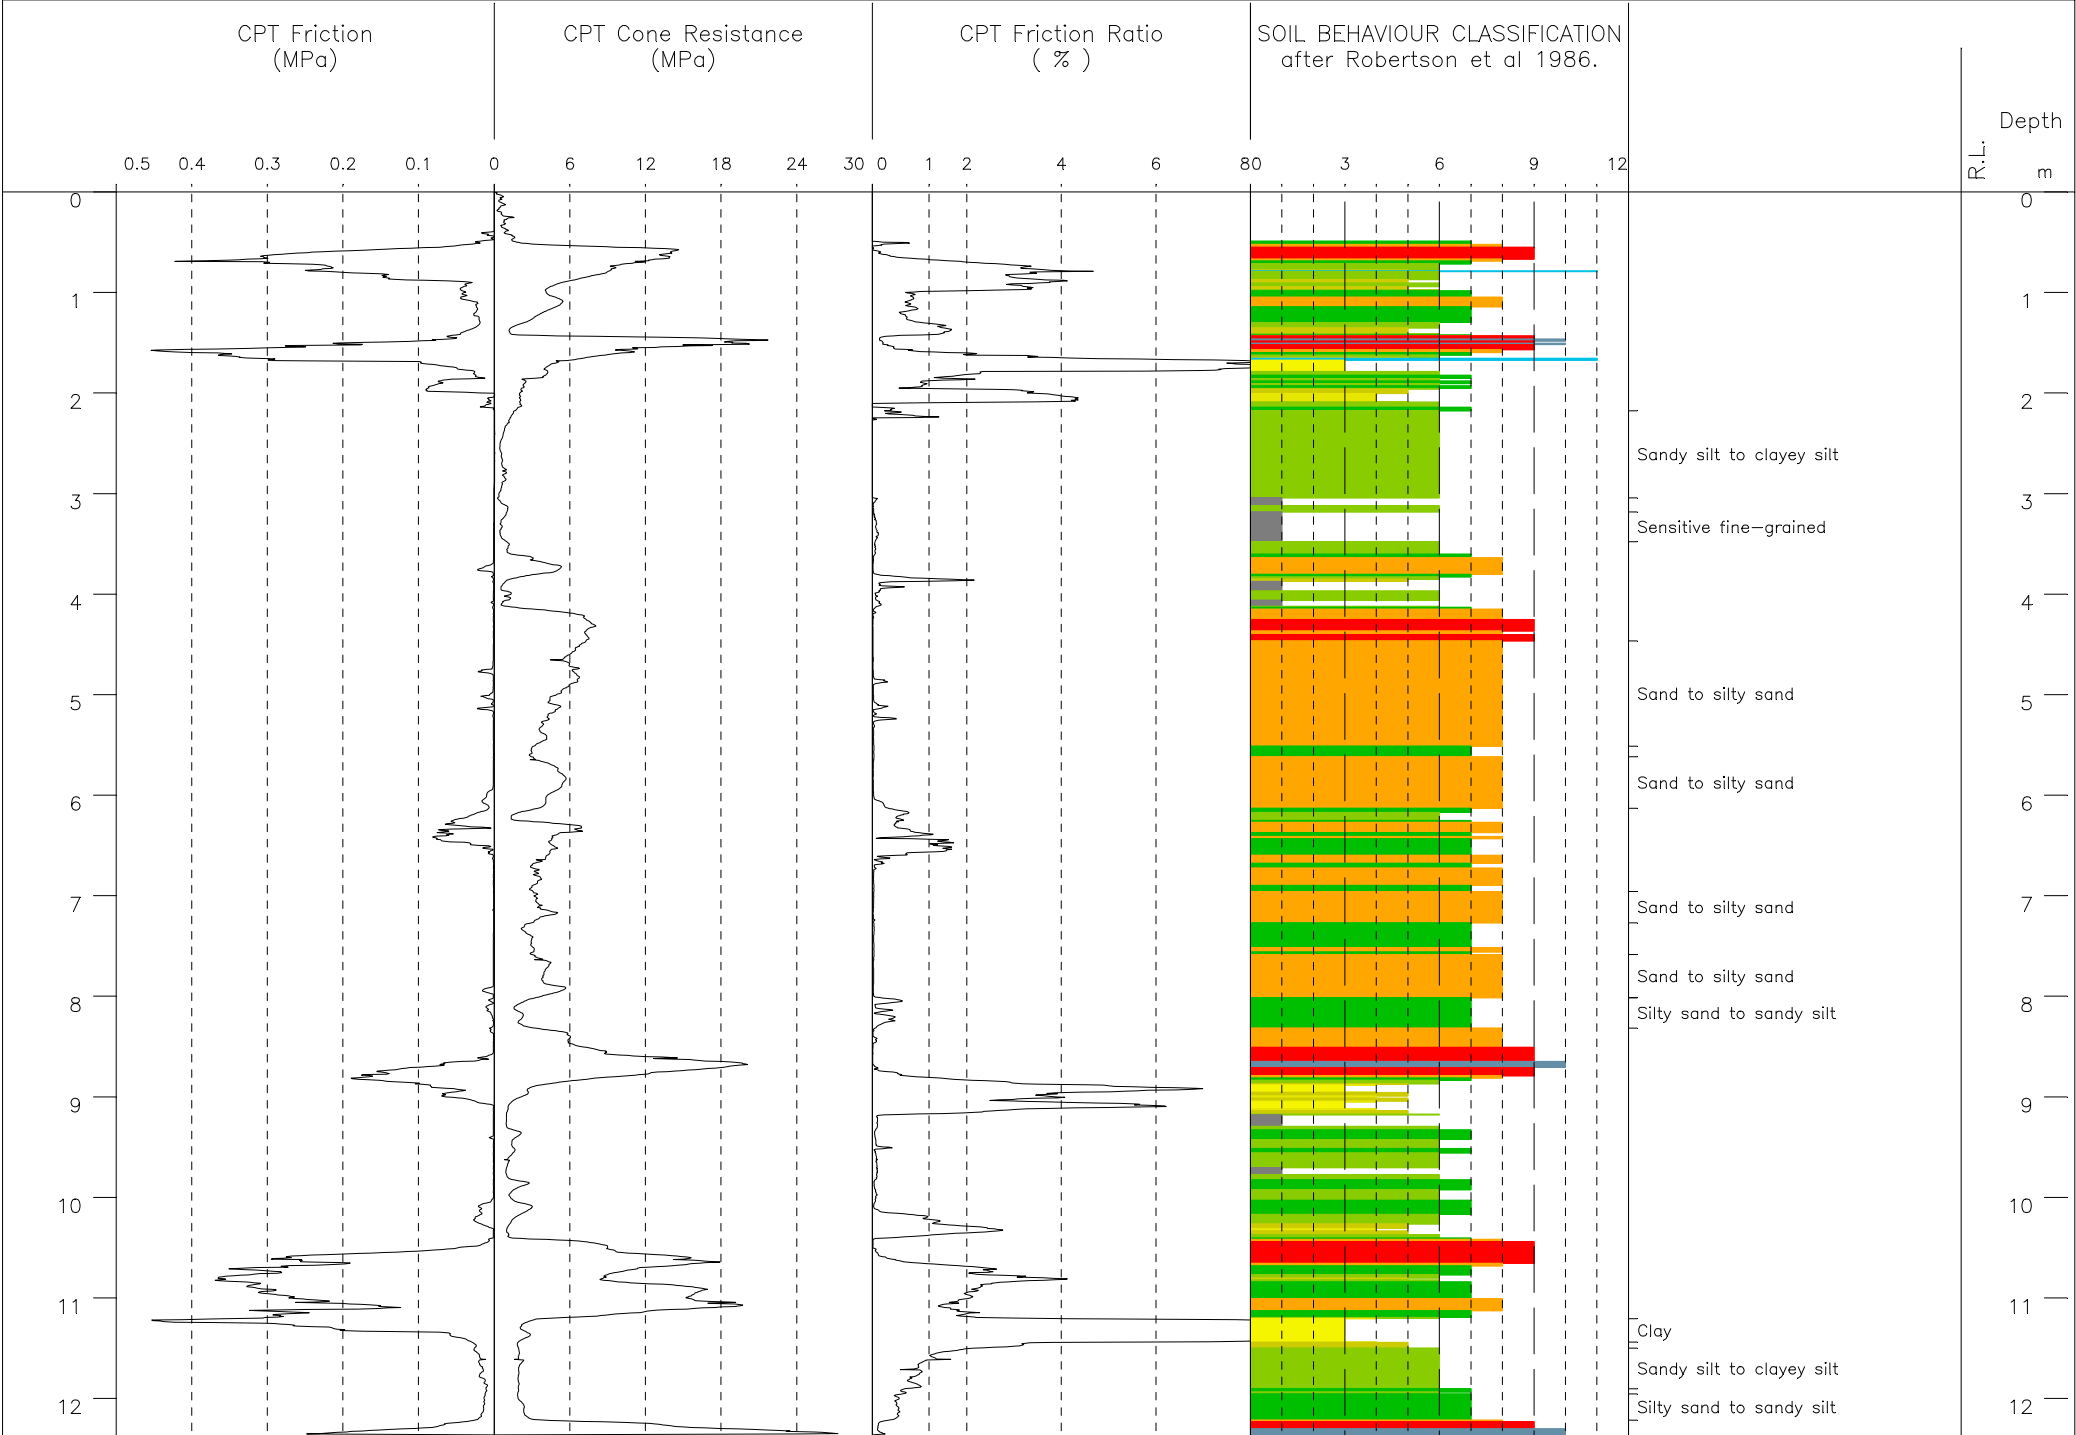 CPT Friction
(MPa)
CPT Cone Resistance
(MPa)
CPT Friction Ratio
( % )
SOIL BEHAVIOUR CLASSIFICATION
after Robertson et al 1986.
R.L.
Depth
m
0.5 0.4 0.3 0.2 0.1 0 6 12 18 24 30 0 1 2 4 6 80 3 6 9 12
0 0
1 1
2 2
Sandy silt to clayey silt
3 3
Sensitive fine-grained
4 4
Sand to silty sand
5 5
Sand to silty sand
6 6
7 7
Sand to silty sand
Sand to silty sand
8 8
Silty sand to sandy silt
9 9
10 10
11 11
Clay
Sandy silt to clayey silt
12 12
Silty sand to sandy silt